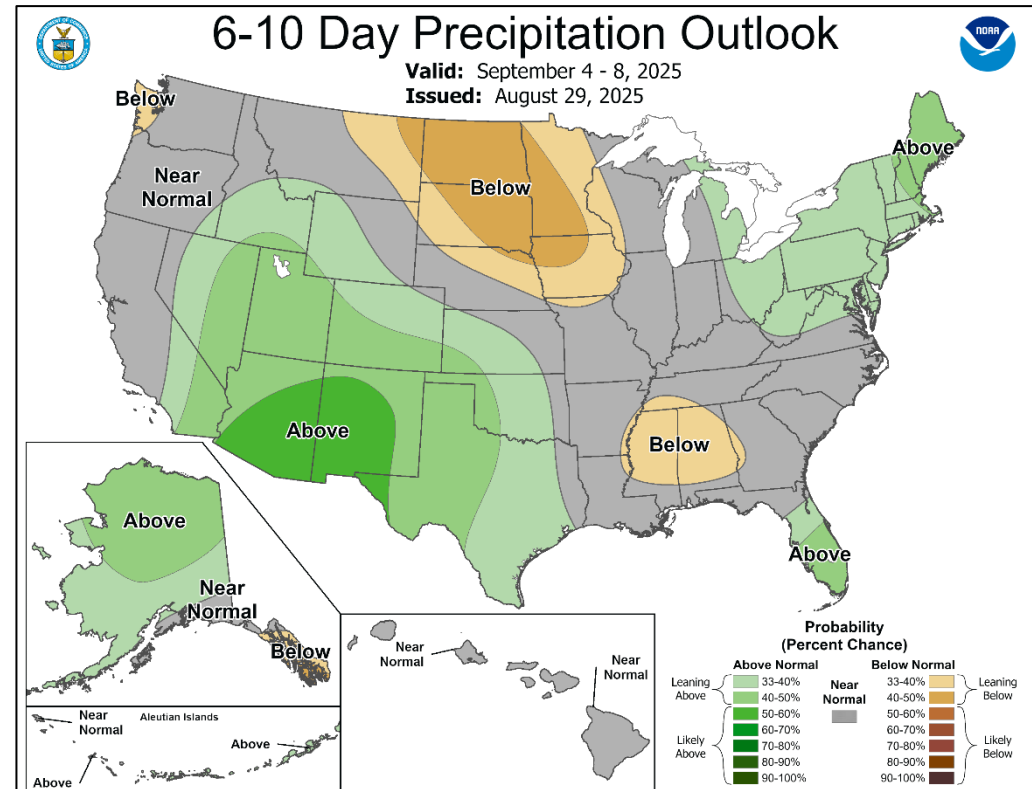 6-10 Day Precipitation Outlook
Valid: September 4 - 8, 2025
Issued: August 29, 2025
NOAA
Below
Near
Normal
Below
Above
Above
Below
Above
Above
Near
Normal
Below
Near
Normal
Aleutian Islands
Above
Above
Near
Normal
Near
Normal
Probability
(Percent Chance)
Above Normal
Below Normal
Leaning
Above
33-40%
40-50%
Likely
Above
50-60%
60-70%
70-80%
80-90%
90-100%
Near
Normal
33-40%
40-50%
Leaning
Below
50-60%
60-70%
70-80%
80-90%
90-100%
Likely
Below